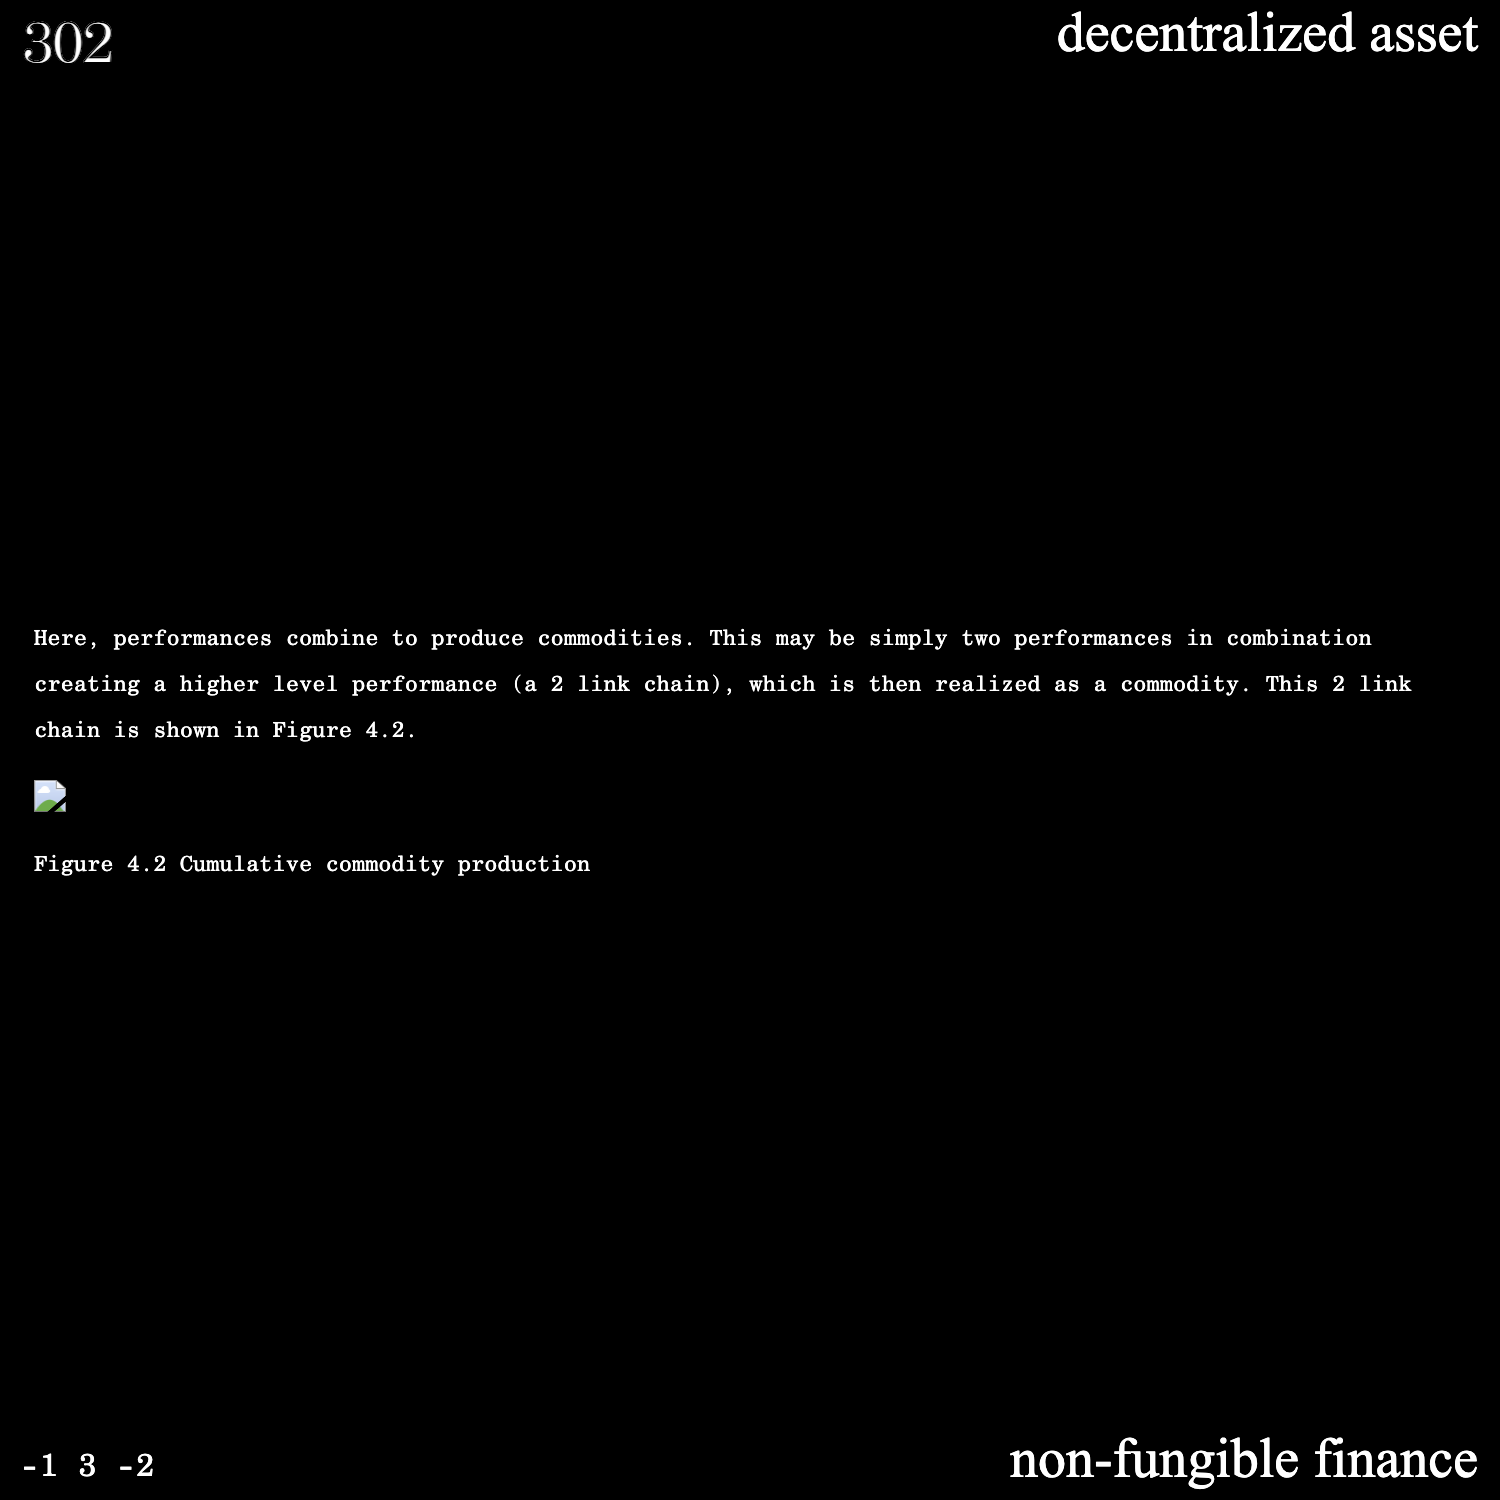 302
decentralized asset
Here, performances combine to produce commodities. This may be simply two performances in combination
creating a higher level performance (a 2 link chain), which is then realized as a commodity. This 2 link
chain is shown in Figure 4.2.
Figure 4.2 Cumulative commodity production
-1 3 -2
non-fungible finance